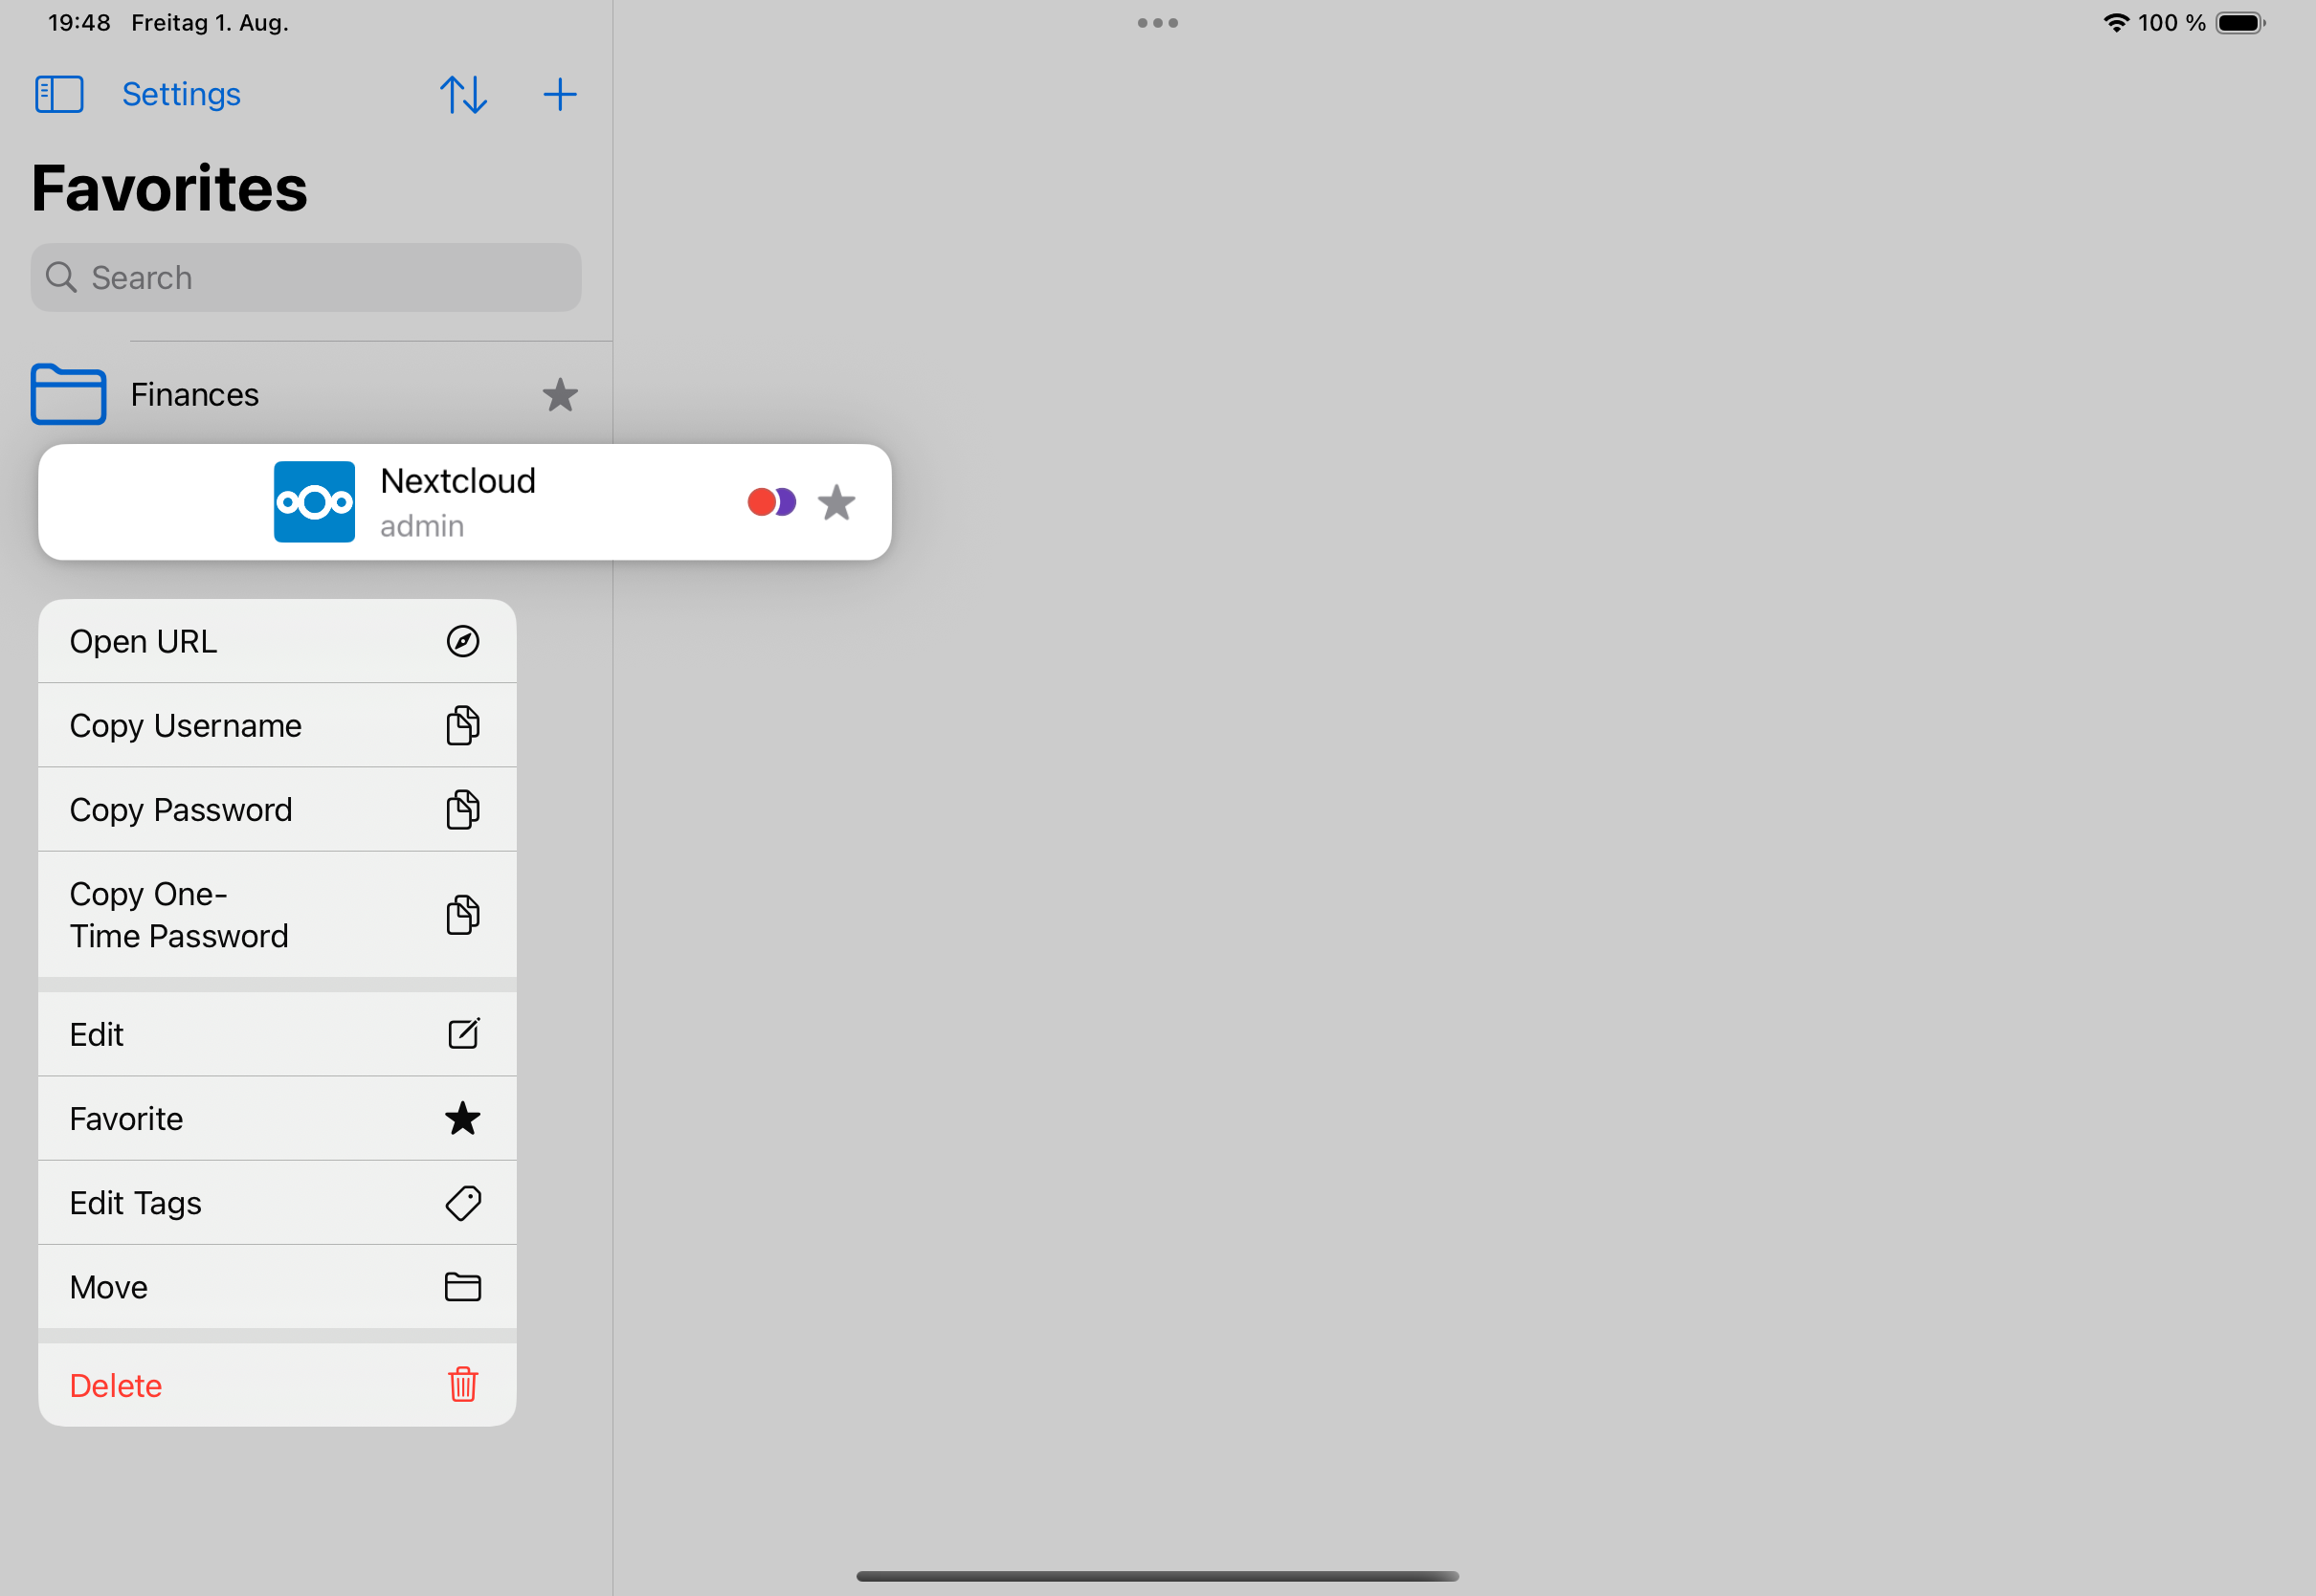 19:48 Freitag 1. Aug.
100 %
Settings
Favorites
Search
Finances
Nextcloud
admin
Open URL
Copy Username
Copy Password
Copy One-
Time Password
Edit
Favorite
Edit Tags
Move
Delete